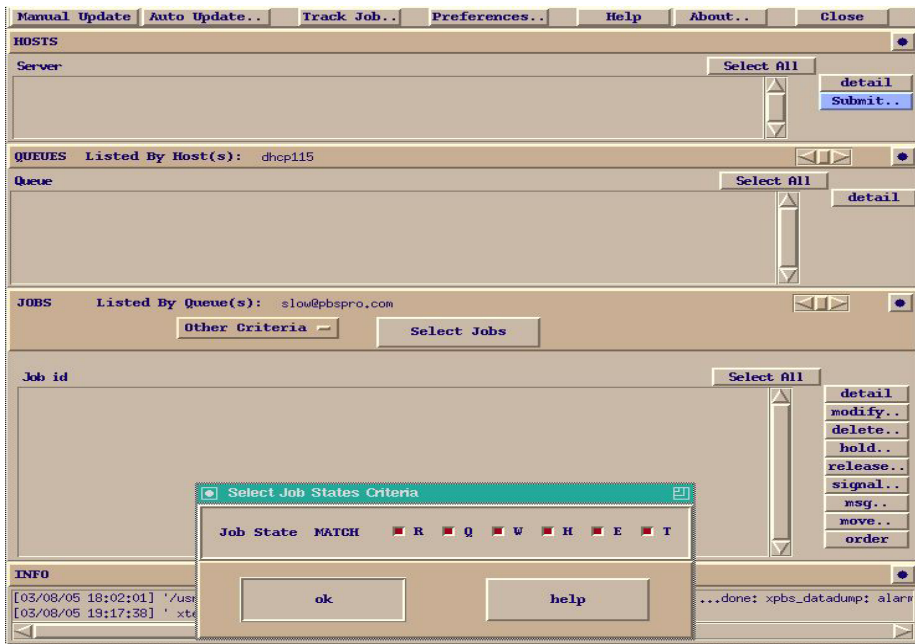 Manual Update Auto Update.. Track Job.. Preferences.. Help About.. Close
HOSTS
Server Select All
detail
Submit..
QUEUES Listed By Host(s): dhcp115
Queue Select All
detail
JOBS Listed By Queue(s): slow@pbspro.com
Other Criteria Select Jobs
Job id Select All
detail
modify..
delete..
hold..
release..
signal..
msg..
move..
order
Select Job States Criteria
Job State MATCH R Q W H E T
ok help
INFO
[03/08/05 18:02:01] '/usr ...done: xpbs_datadump: alarm
[03/08/05 19:17:38] ' xte